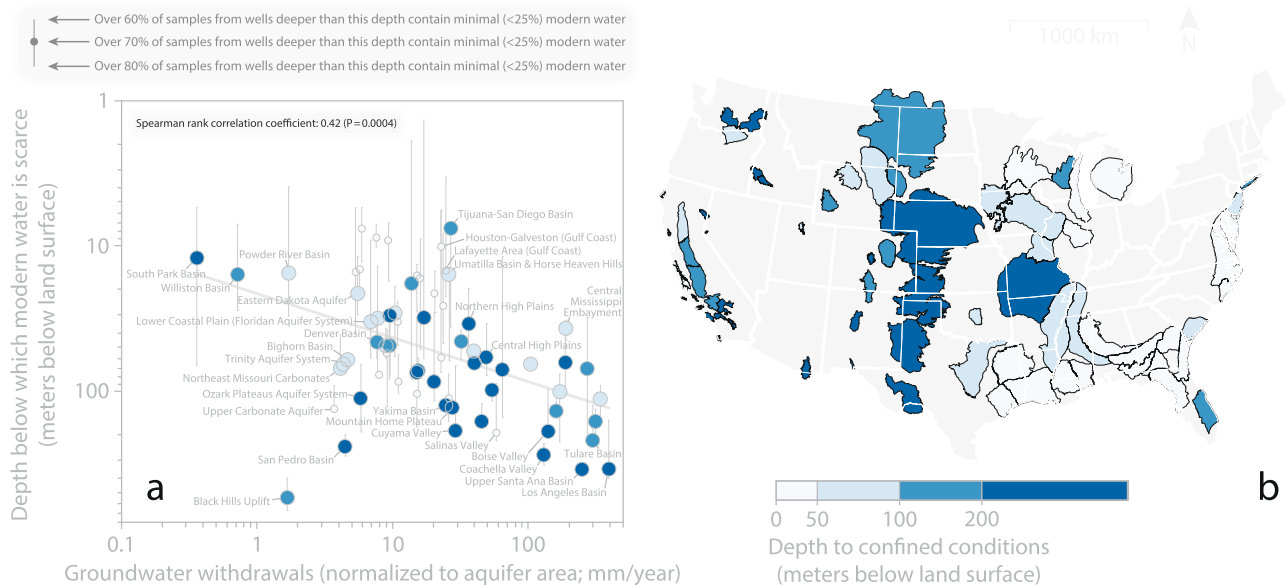 Over 60% of samples from wells deeper than this depth contain minimal (<25%) modern water
Over 70% of samples from wells deeper than this depth contain minimal (<25%) modern water
Over 80% of samples from wells deeper than this depth contain minimal (<25%) modern water
1000 km
N
Depth below which modern water is scarce
(meters below land surface)
1
10
100
Spearman rank correlation coefficient: 0.42 (P=0.0004)
Tijuana-San Diego Basin
Houston-Galveston (Gulf Coast)
Lafayette Area (Gulf Coast)
Umatilla Basin & Horse Heaven Hills
Powder River Basin
South Park Basin
Williston Basin
Eastern Dakota Aquifer
Central
Mississippi
Embayment
Northern High Plains
Lower Coastal Plain (Floridan Aquifer System)
Denver Basin
Central High Plains
Bighorn Basin
Trinity Aquifer System
Northeast Missouri Carbonates
Ozark Plateaus Aquifer System
Upper Carbonate Aquifer
Yakima Basin
Mountain Home Plateau
Cuyama Valley
Salinas Valley
San Pedro Basin
Boise Valley
Tulare Basin
Coachella Valley
Upper Santa Ana Basin
Los Angeles Basin
Black Hills Uplift
a
0.1
1
10
100
Groundwater withdrawals (normalized to aquifer area; mm/year)
b
0
50
100
200
Depth to confined conditions
(meters below land surface)